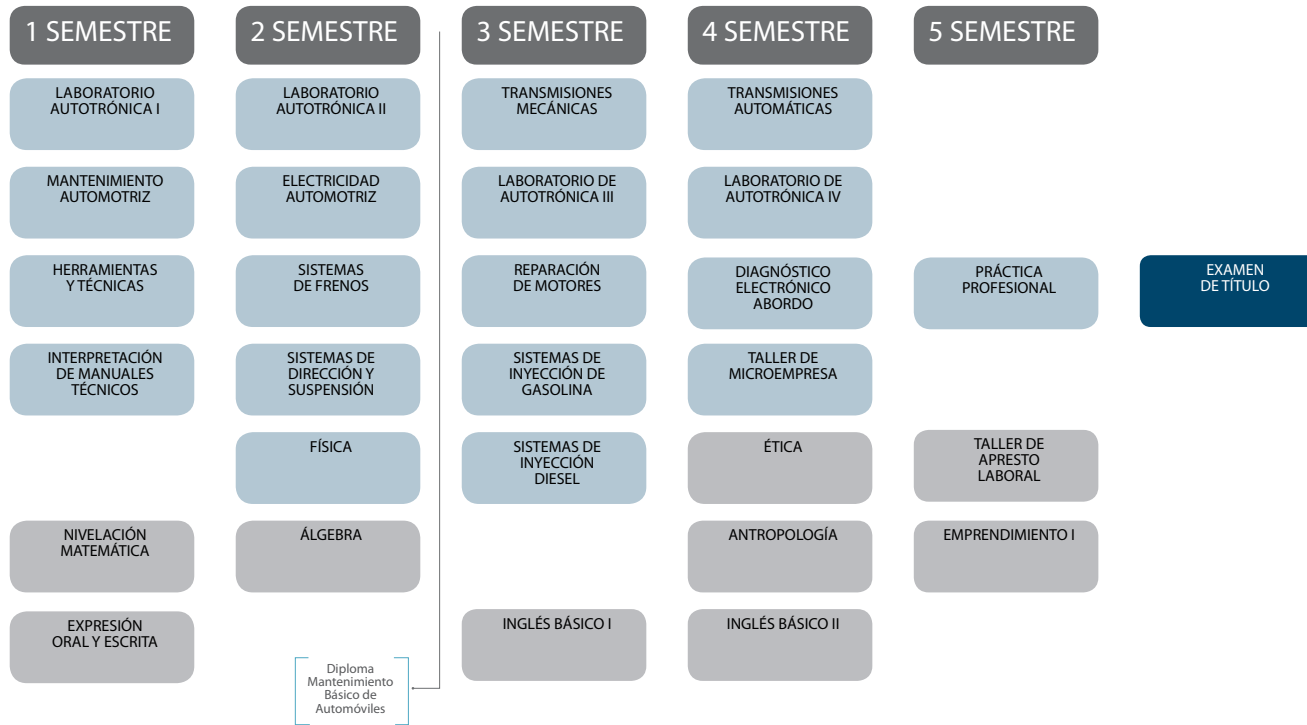 1 SEMESTRE
2 SEMESTRE
3 SEMESTRE
4 SEMESTRE
5 SEMESTRE
LABORATORIO
AUTOTRÓNICA I
LABORATORIO
AUTOTRÓNICA II
TRANSMISIONES
MECÁNICAS
TRANSMISIONES
AUTOMÁTICAS
MANTENIMIENTO
AUTOMOTRIZ
ELECTRICIDAD
AUTOMOTRIZ
LABORATORIO DE
AUTOTRÓNICA III
LABORATORIO DE
AUTOTRÓNICA IV
HERRAMIENTAS
Y TÉCNICAS
SISTEMAS
DE FRENOS
REPARACIÓN
DE MOTORES
DIAGNÓSTICO
ELECTRÓNICO
ABORDO
PRÁCTICA
PROFESIONAL
EXAMEN
DE TÍTULO
INTERPRETACIÓN
DE MANUALES
TÉCNICOS
SISTEMAS DE
DIRECCIÓN Y
SUSPENSIÓN
SISTEMAS DE
INYECCIÓN DE
GASOLINA
TALLER DE
MICROEMPRESA
FÍSICA
SISTEMAS DE
INYECCIÓN
DIESEL
ÉTICA
TALLER DE
APRESTO
LABORAL
NIVELACIÓN
MATEMÁTICA
ÁLGEBRA
ANTROPOLOGÍA
EMPRENDIMIENTO I
EXPRESIÓN
ORAL Y ESCRITA
INGLÉS BÁSICO I
INGLÉS BÁSICO II
Diploma
Mantenimiento
Básico de
Automóviles